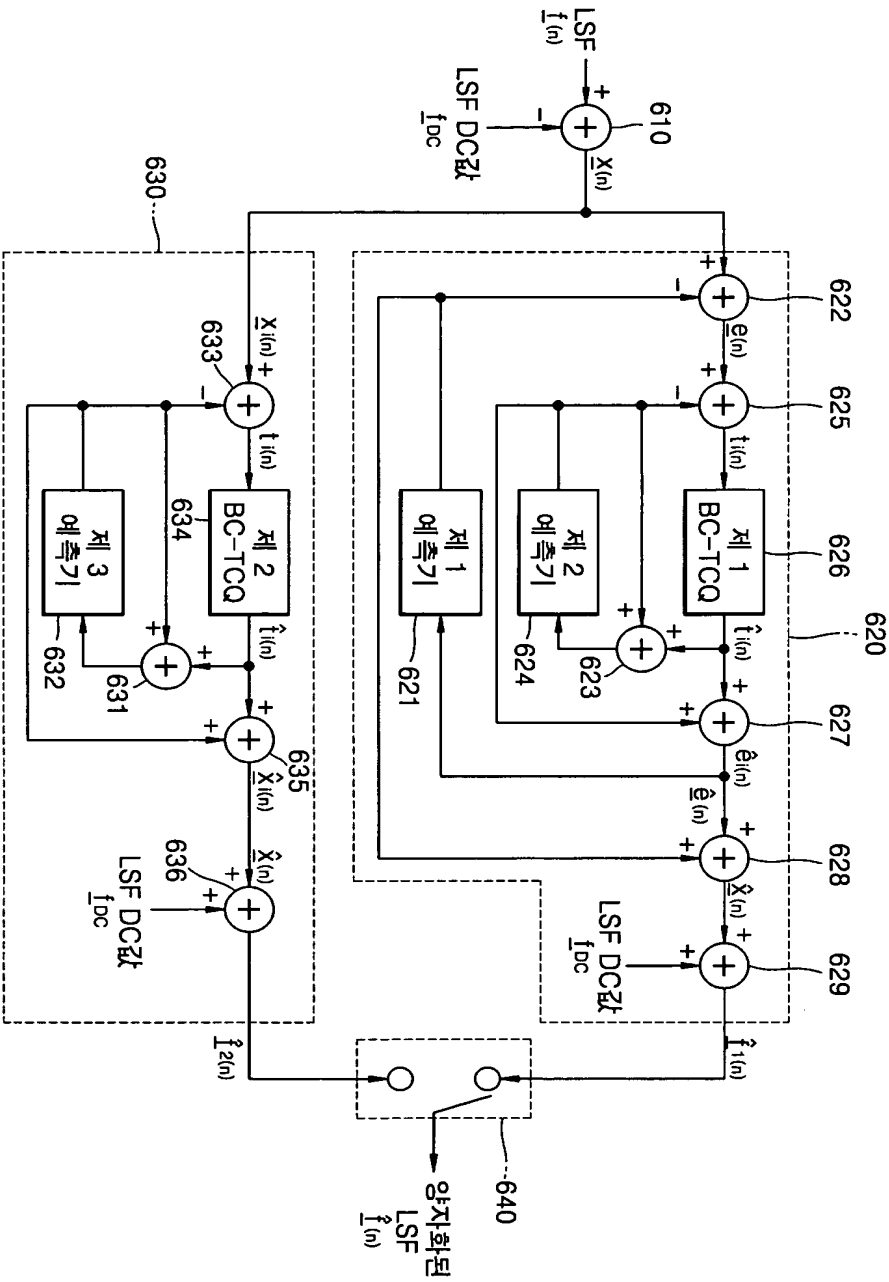 LSF
f(n)
LSF DC값
fDC
610
x(n)
+
−
+
620
622
e(n)
+
−
+
625
ti(n)
+
−
+
제 1
BC-TCQ
626
t̂i(n)
+
+
+
623
제 2
예측기
624
제 1
예측기
621
627
êi(n)
ê(n)
+
+
+
628
x̂(n)
+
+
+
629
LSF DC값
fDC
+
+
+
f̂1(n)
630
xi(n)
633
+
−
+
ti(n)
제 2
BC-TCQ
634
t̂i(n)
+
+
+
631
제 3
예측기
632
635
x̂i(n)
+
+
+
x̂(n)
636
+
+
+
LSF DC값
fDC
f̂2(n)
640
양자화된
LSF
f̂(n)